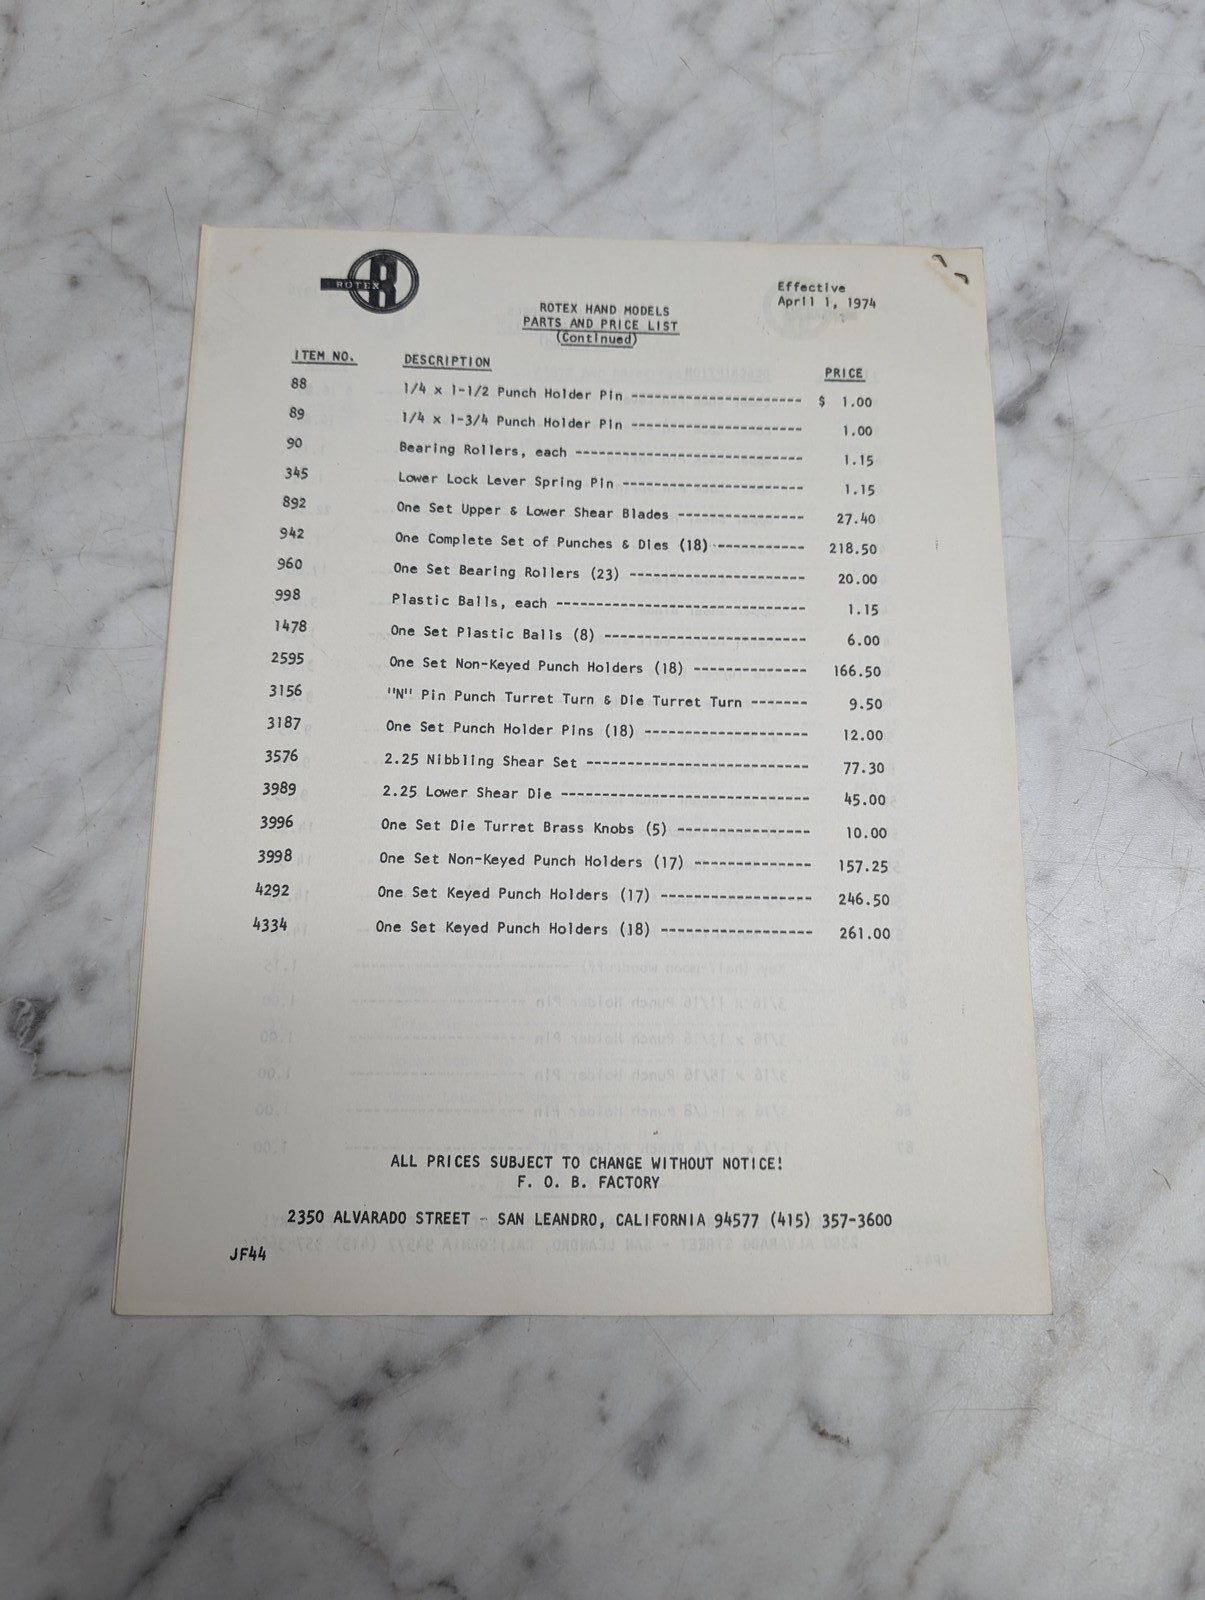 ROTEX R
Effective
April 1, 1974
ROTEX HAND MODELS
PARTS AND PRICE LIST
(Continued)
ITEM NO. DESCRIPTION PRICE
88 1/4 x 1-1/2 Punch Holder Pin ---------------------- $ 1.00
89 1/4 x 1-3/4 Punch Holder Pin ---------------------- 1.00
90 Bearing Rollers, each ----------------------------- 1.15
345 Lower Lock Lever Spring Pin ----------------------- 1.15
892 One Set Upper & Lower Shear Blades ---------------- 27.40
942 One Complete Set of Punches & Dies (18) ----------- 218.50
960 One Set Bearing Rollers (23) ---------------------- 20.00
998 Plastic Balls, each ------------------------------- 1.15
1478 One Set Plastic Balls (8) ------------------------- 6.00
2595 One Set Non-Keyed Punch Holders (18) -------------- 166.50
3156 "N" Pin Punch Turret Turn & Die Turret Turn ------- 9.50
3187 One Set Punch Holder Pins (18) -------------------- 12.00
3576 2.25 Nibbling Shear Set ---------------------------- 77.30
3989 2.25 Lower Shear Die ------------------------------- 45.00
3996 One Set Die Turret Brass Knobs (5) ---------------- 10.00
3998 One Set Non-Keyed Punch Holders (17) -------------- 157.25
4292 One Set Keyed Punch Holders (17) ------------------ 246.50
4334 One Set Keyed Punch Holders (18) ------------------ 261.00
ALL PRICES SUBJECT TO CHANGE WITHOUT NOTICE!
F. O. B. FACTORY
2350 ALVARADO STREET - SAN LEANDRO, CALIFORNIA 94577 (415) 357-3600
JF44